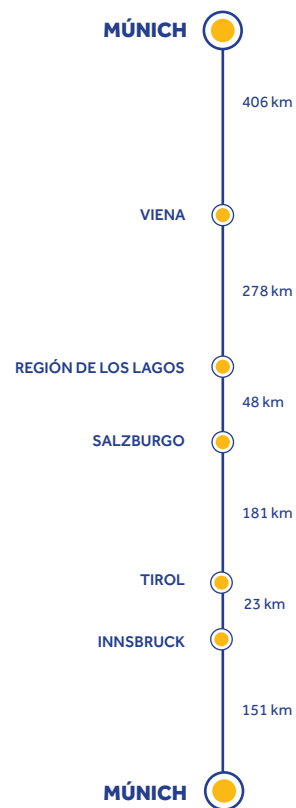 MÚNICH
406 km
VIENA
278 km
REGIÓN DE LOS LAGOS
48 km
SALZBURGO
181 km
TIROL
23 km
INNSBRUCK
151 km
MÚNICH